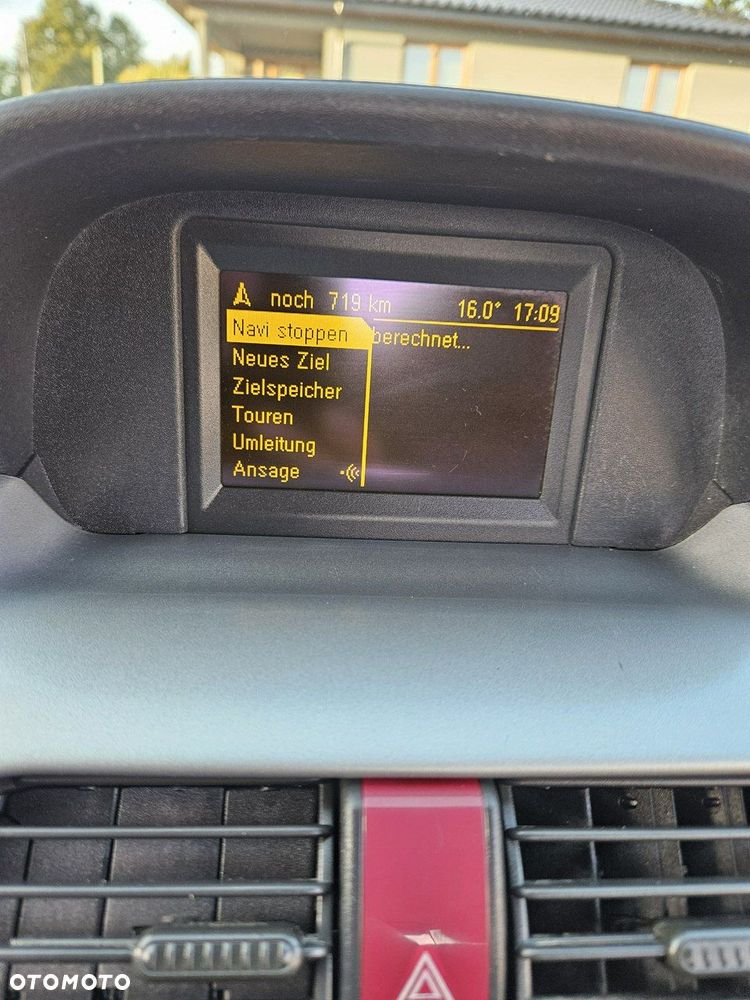 noch 719 km 16.0° 17:09
Navi stoppen berechnet...
Neues Ziel
Zielspeicher
Touren
Umleitung
Ansage
OTOMOTO